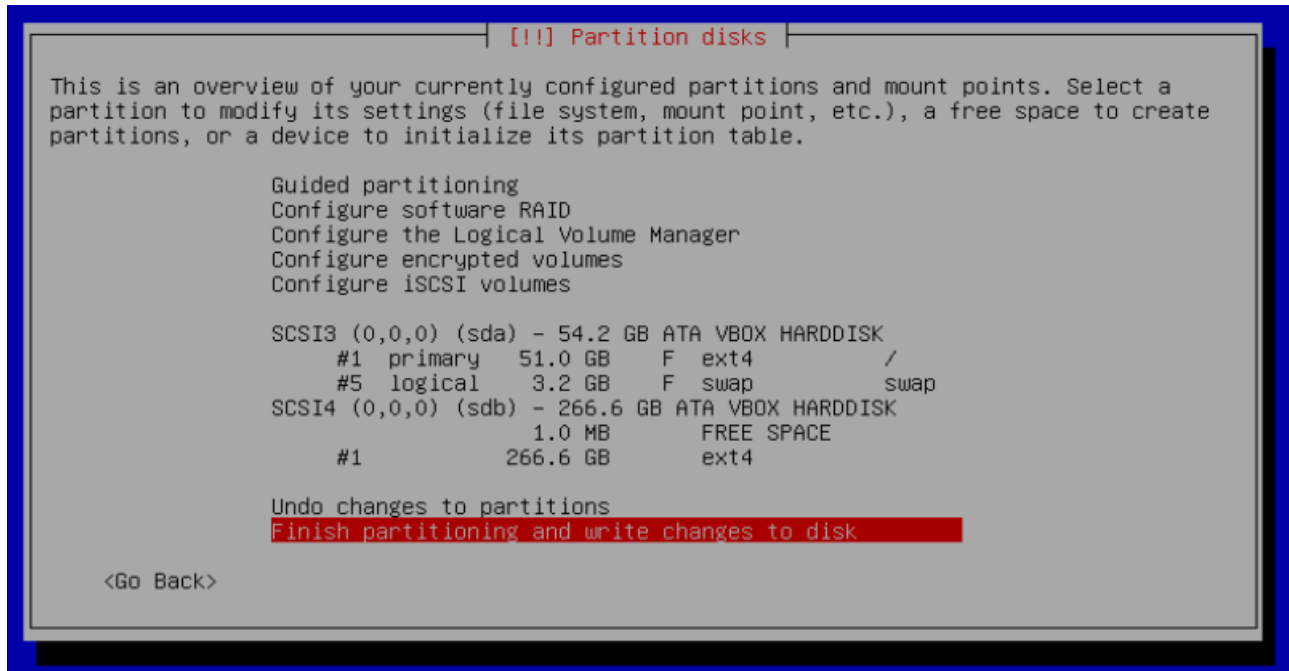 [!!] Partition disks
This is an overview of your currently configured partitions and mount points. Select a
partition to modify its settings (file system, mount point, etc.), a free space to create
partitions, or a device to initialize its partition table.
Guided partitioning
Configure software RAID
Configure the Logical Volume Manager
Configure encrypted volumes
Configure iSCSI volumes
SCSI3 (0,0,0) (sda) - 54.2 GB ATA VBOX HARDDISK
#1 primary 51.0 GB F ext4 /
#5 logical 3.2 GB F swap swap
SCSI4 (0,0,0) (sdb) - 266.6 GB ATA VBOX HARDDISK
1.0 MB FREE SPACE
#1 266.6 GB ext4
Undo changes to partitions
Finish partitioning and write changes to disk
<Go Back>